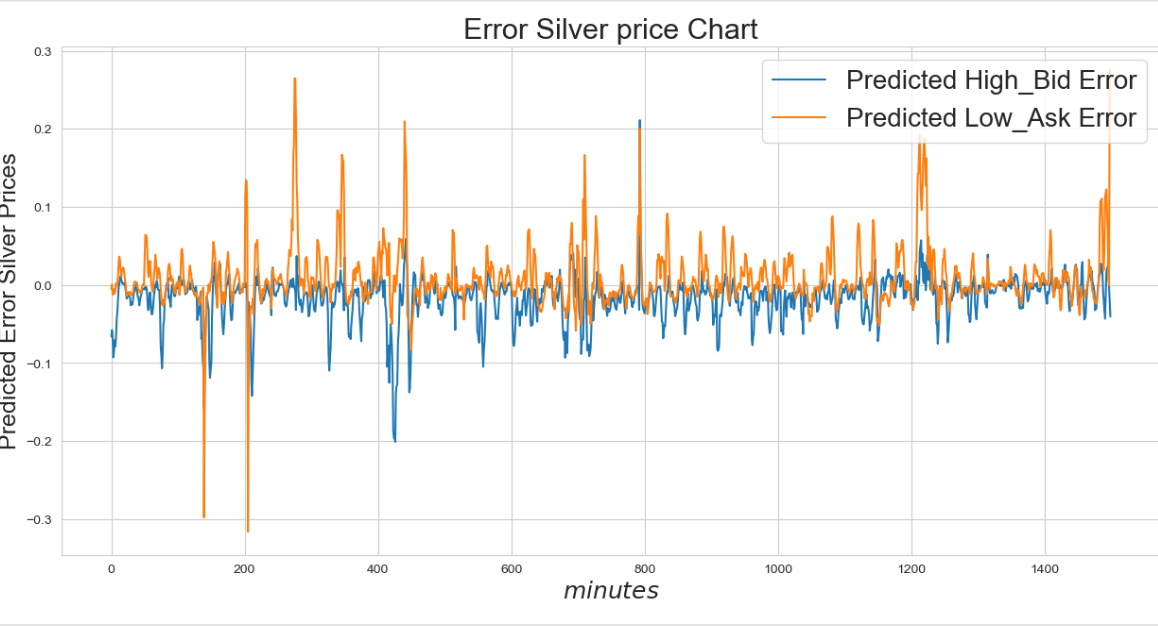 Error Silver price Chart
Predicted High_Bid Error
Predicted Low_Ask Error
Predicted Error Silver Prices
0.3
0.2
0.1
0.0
−0.1
−0.2
−0.3
0 200 400 600 800 1000 1200 1400
minutes